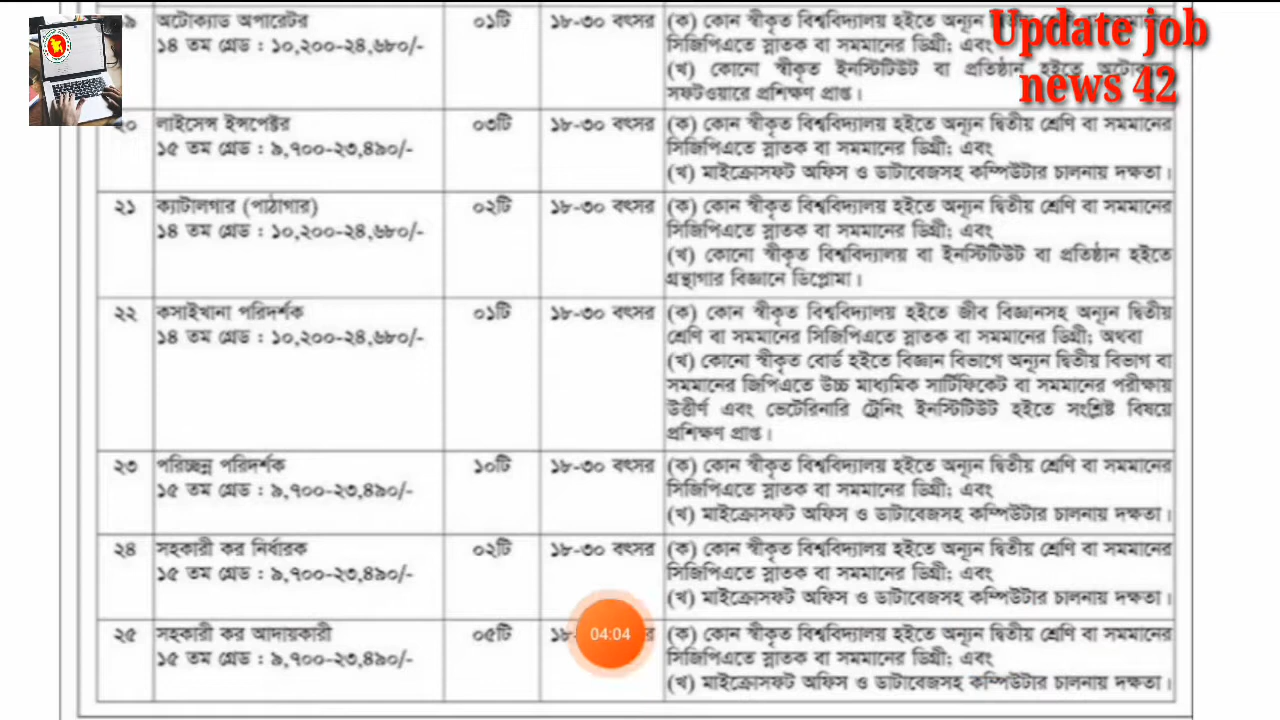 Update job
news 42
১৯ অটোক্যাড অপারেটর ০১টি ১৮-৩০ বৎসর (ক) কোন স্বীকৃত বিশ্ববিদ্যালয় হইতে অন্যূন
১৪ তম গ্রেড : ১০,২০০-২৪,৬৮০/- সিজিপিএতে স্নাতক বা সমমানের ডিগ্রী; এবং
(খ) কোনো স্বীকৃত ইনস্টিটিউট বা প্রতিষ্ঠান হইতে অটোক্যাড
সফটওয়ারে প্রশিক্ষণ প্রাপ্ত।
২০ লাইসেন্স ইন্সপেক্টর ০৩টি ১৮-৩০ বৎসর (ক) কোন স্বীকৃত বিশ্ববিদ্যালয় হইতে অন্যূন দ্বিতীয় শ্রেণি বা সমমানের
১৫ তম গ্রেড : ৯,৭০০-২৩,৪৯০/- সিজিপিএতে স্নাতক বা সমমানের ডিগ্রী; এবং
(খ) মাইক্রোসফট অফিস ও ডাটাবেজসহ কম্পিউটার চালনায় দক্ষতা।
২১ ক্যাটালগার (পাঠাগার) ০২টি ১৮-৩০ বৎসর (ক) কোন স্বীকৃত বিশ্ববিদ্যালয় হইতে অন্যূন দ্বিতীয় শ্রেণি বা সমমানের
১৪ তম গ্রেড : ১০,২০০-২৪,৬৮০/- সিজিপিএতে স্নাতক বা সমমানের ডিগ্রী; এবং
(খ) কোনো স্বীকৃত বিশ্ববিদ্যালয় বা ইনস্টিটিউট বা প্রতিষ্ঠান হইতে
গ্রন্থাগার বিজ্ঞানে ডিপ্লোমা।
২২ কসাইখানা পরিদর্শক ০১টি ১৮-৩০ বৎসর (ক) কোন স্বীকৃত বিশ্ববিদ্যালয় হইতে জীব বিজ্ঞানসহ অন্যূন দ্বিতীয়
১৪ তম গ্রেড : ১০,২০০-২৪,৬৮০/- শ্রেণি বা সমমানের সিজিপিএতে স্নাতক বা সমমানের ডিগ্রী; অথবা
(খ) কোনো স্বীকৃত বোর্ড হইতে বিজ্ঞান বিভাগে অন্যূন দ্বিতীয় বিভাগ বা
সমমানের জিপিএতে উচ্চ মাধ্যমিক সার্টিফিকেট বা সমমানের পরীক্ষায়
উত্তীর্ণ এবং ভেটেরিনারি ট্রেনিং ইনস্টিটিউট হইতে সংশ্লিষ্ট বিষয়ে
প্রশিক্ষণ প্রাপ্ত।
২৩ পরিচ্ছন্ন পরিদর্শক ১০টি ১৮-৩০ বৎসর (ক) কোন স্বীকৃত বিশ্ববিদ্যালয় হইতে অন্যূন দ্বিতীয় শ্রেণি বা সমমানের
১৫ তম গ্রেড : ৯,৭০০-২৩,৪৯০/- সিজিপিএতে স্নাতক বা সমমানের ডিগ্রী; এবং
(খ) মাইক্রোসফট অফিস ও ডাটাবেজসহ কম্পিউটার চালনায় দক্ষতা।
২৪ সহকারী কর নির্ধারক ০২টি ১৮-৩০ বৎসর (ক) কোন স্বীকৃত বিশ্ববিদ্যালয় হইতে অন্যূন দ্বিতীয় শ্রেণি বা সমমানের
১৫ তম গ্রেড : ৯,৭০০-২৩,৪৯০/- সিজিপিএতে স্নাতক বা সমমানের ডিগ্রী; এবং
(খ) মাইক্রোসফট অফিস ও ডাটাবেজসহ কম্পিউটার চালনায় দক্ষতা।
২৫ সহকারী কর আদায়কারী ০৫টি ১৮- (ক) কোন স্বীকৃত বিশ্ববিদ্যালয় হইতে অন্যূন দ্বিতীয় শ্রেণি বা সমমানের
04:04
১৫ তম গ্রেড : ৯,৭০০-২৩,৪৯০/- সিজিপিএতে স্নাতক বা সমমানের ডিগ্রী; এবং
(খ) মাইক্রোসফট অফিস ও ডাটাবেজসহ কম্পিউটার চালনায় দক্ষতা।